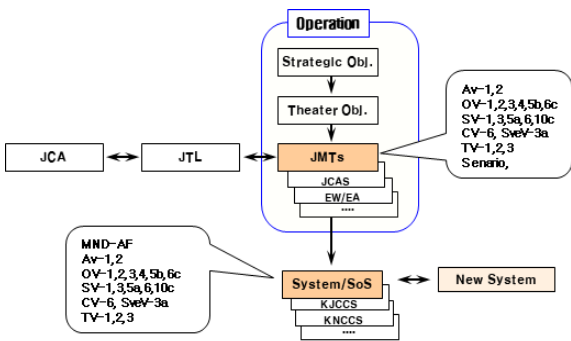 Operation
Strategic Obj.
Theater Obj.
JCA
JTL
JMTs
JCAS
EW/EA
****
Av-1,2
OV-1,2,3,4,5b,6c
SV-1,3,5a,6,10c
CV-6, SveV-3a
TV-1,2,3
Senario,
MND-AF
Av-1,2
OV-1,2,3,4,5b,6c
SV-1,3,5a,6,10c
CV-6, SveV-3a
TV-1,2,3
System/SoS
KJCCS
KNCCS
****
New System